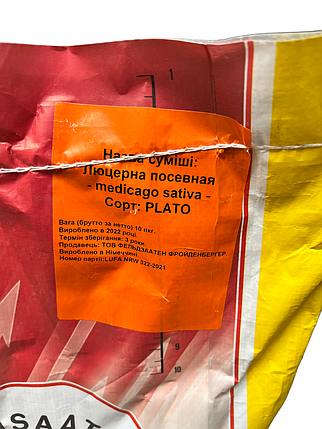 1
Назва суміші:
Люцерна посевная
- medicago sativa -
Сорт: PLATO
Вага (брутто за нетто) 10 пкг.
Вироблено в 2022 році.
Термін зберігання: 3 роки.
Продавець: ТОВ ФЕЛЬДЗААТЕН ФРОЙДЕНБЕРГЕР
Вироблено в Німеччині
Номер партії: LUFA NRW 322-2021
9
10
ASAAT